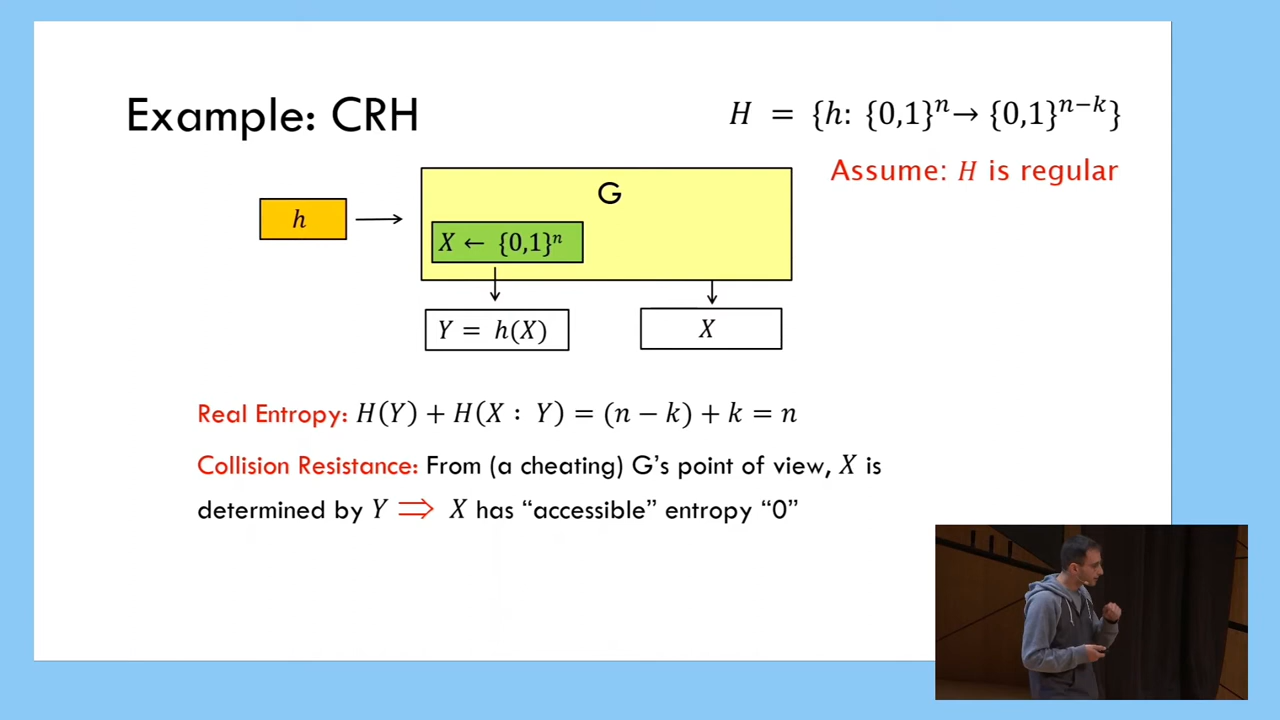 Example: CRH
H = {h: {0,1}ⁿ→ {0,1}ⁿ⁻ᵏ}
Assume: H is regular
G
h
X ← {0,1}ⁿ
Y = h(X)
X
Real Entropy: H(Y) + H(X : Y) = (n − k) + k = n
Collision Resistance: From (a cheating) G’s point of view, X is
determined by Y ⟹ X has “accessible” entropy “0”